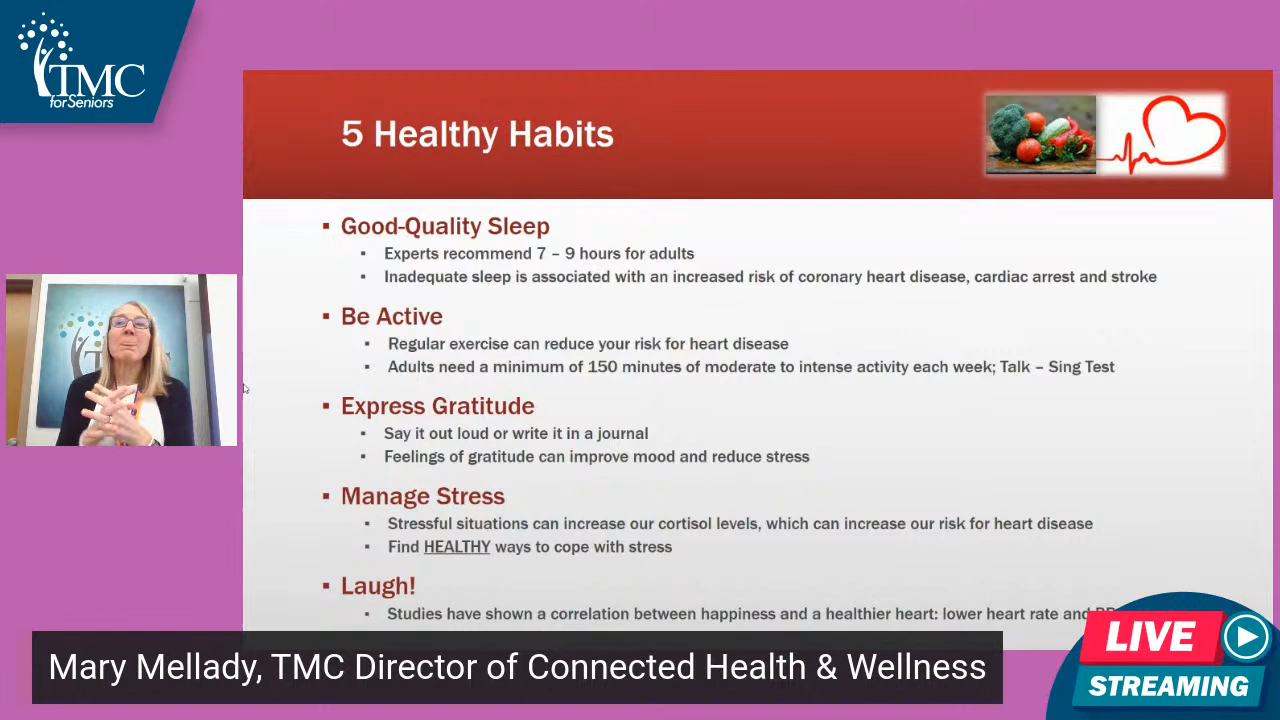 TMC
for Seniors
5 Healthy Habits
▪ Good-Quality Sleep
▪ Experts recommend 7 – 9 hours for adults
▪ Inadequate sleep is associated with an increased risk of coronary heart disease, cardiac arrest and stroke
▪ Be Active
▪ Regular exercise can reduce your risk for heart disease
▪ Adults need a minimum of 150 minutes of moderate to intense activity each week; Talk – Sing Test
▪ Express Gratitude
▪ Say it out loud or write it in a journal
▪ Feelings of gratitude can improve mood and reduce stress
▪ Manage Stress
▪ Stressful situations can increase our cortisol levels, which can increase our risk for heart disease
▪ Find HEALTHY ways to cope with stress
▪ Laugh!
▪ Studies have shown a correlation between happiness and a healthier heart: lower heart rate and
Mary Mellady, TMC Director of Connected Health & Wellness
LIVE
STREAMING